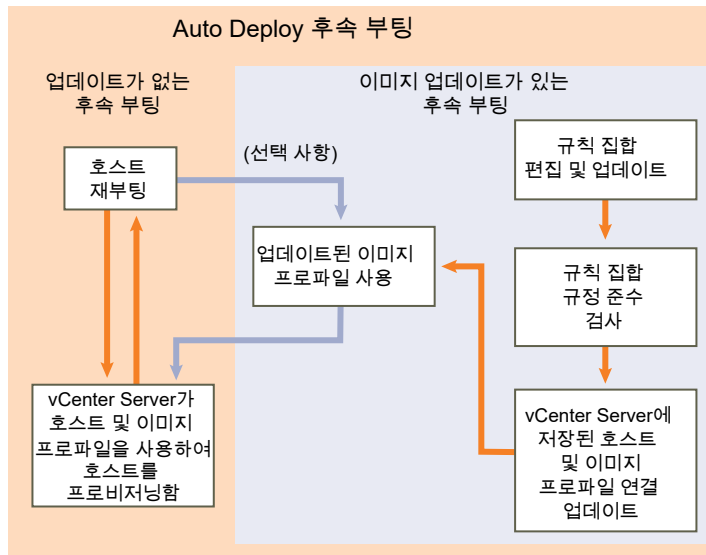 Auto Deploy 후속 부팅
업데이트가 없는
후속 부팅
이미지 업데이트가 있는
후속 부팅
호스트
재부팅
(선택 사항)
규칙 집합
편집 및 업데이트
업데이트된 이미지
프로파일 사용
규칙 집합
규정 준수
검사
vCenter Server가
호스트 및 이미지
프로파일을 사용하여
호스트를
프로비저닝함
vCenter Server에
저장된 호스트
및 이미지
프로파일 연결
업데이트